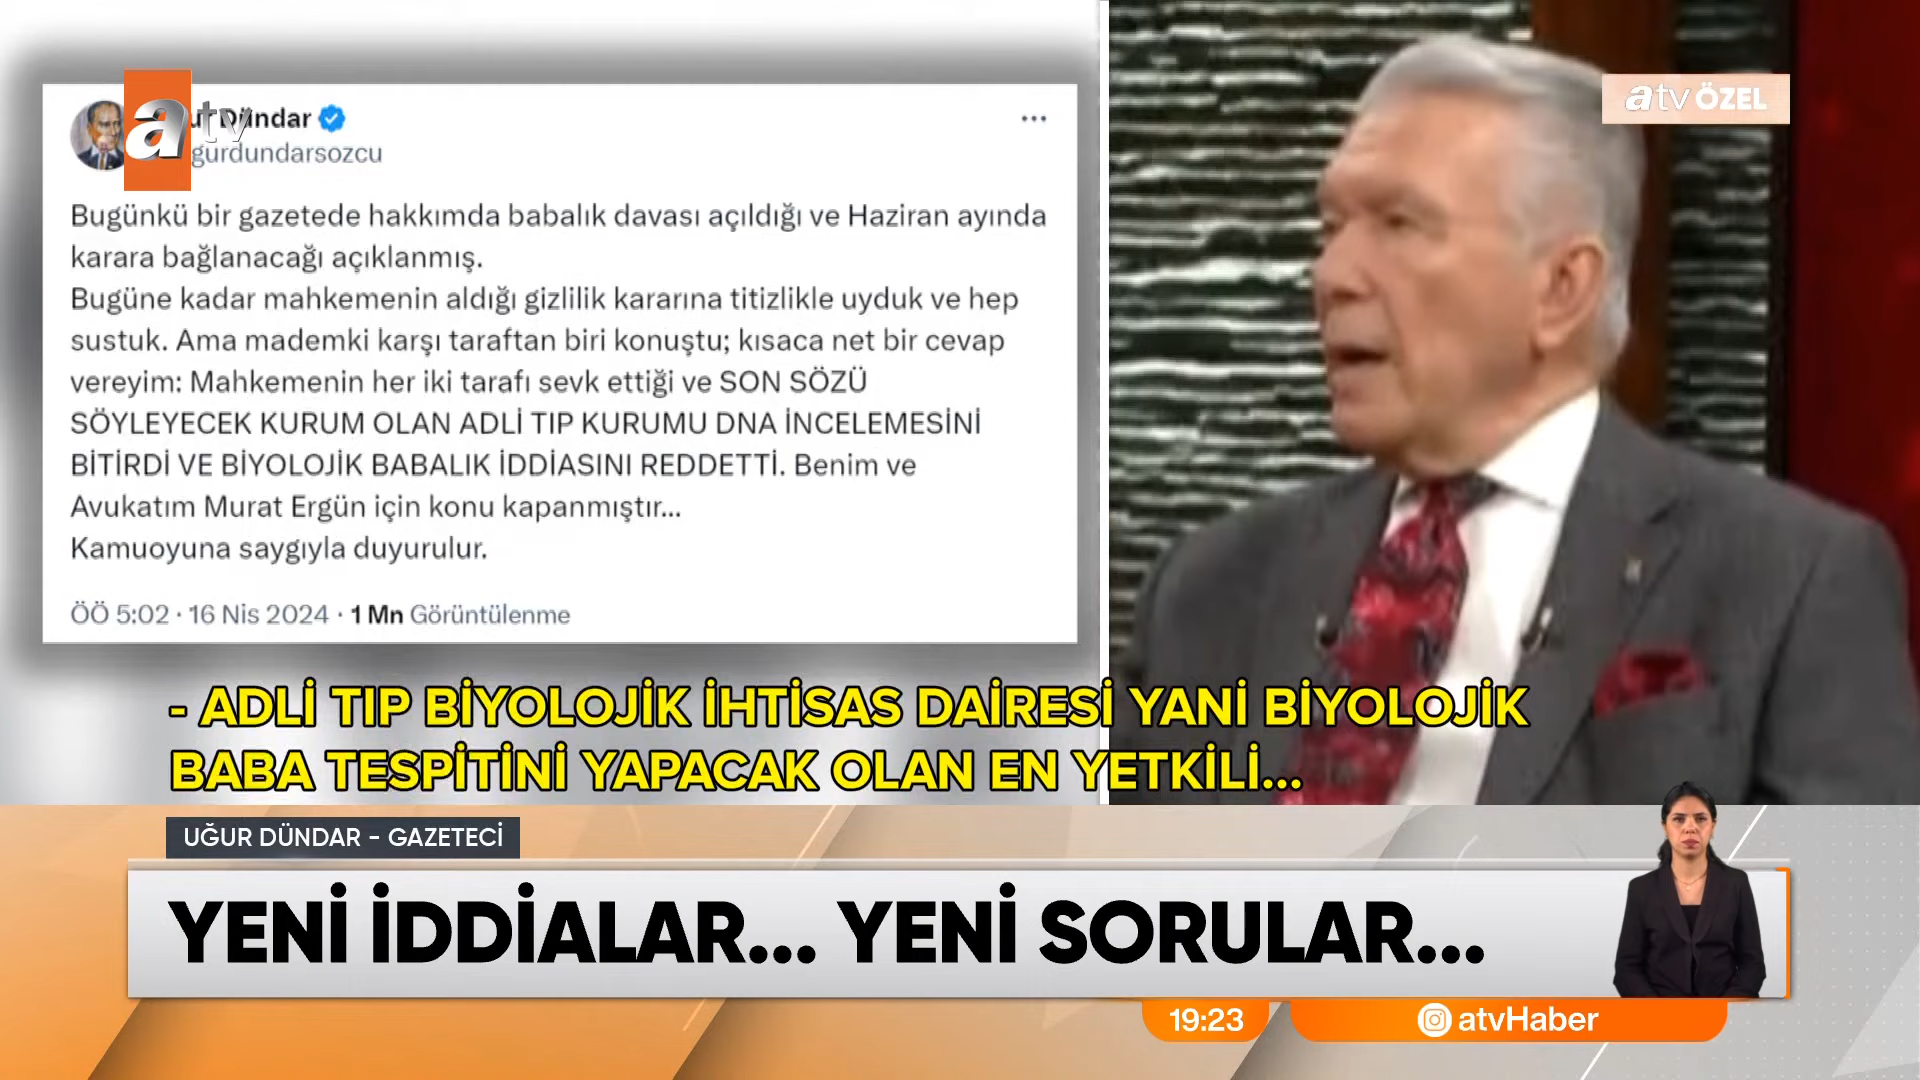 atv
ur Dündar
gurdundarsozcu
Bugünkü bir gazetede hakkımda babalık davası açıldığı ve Haziran ayında
karara bağlanacağı açıklanmış.
Bugüne kadar mahkemenin aldığı gizlilik kararına titizlikle uyduk ve hep
sustuk. Ama mademki karşı taraftan biri konuştu; kısaca net bir cevap
vereyim: Mahkemenin her iki tarafı sevk ettiği ve SON SÖZÜ
SÖYLEYECEK KURUM OLAN ADLİ TIP KURUMU DNA İNCELEMESİNİ
BİTİRDİ VE BİYOLOJİK BABALIK İDDİASINI REDDETTİ. Benim ve
Avukatım Murat Ergün için konu kapanmıştır...
Kamuoyuna saygıyla duyurulur.
ÖÖ 5:02 · 16 Nis 2024 · 1 Mn Görüntülenme
atv ÖZEL
- ADLİ TIP BİYOLOJİK İHTİSAS DAİRESİ YANİ BİYOLOJİK
BABA TESPİTİNİ YAPACAK OLAN EN YETKİLİ...
UĞUR DÜNDAR - GAZETECİ
YENİ İDDİALAR... YENİ SORULAR...
19:23
atvHaber